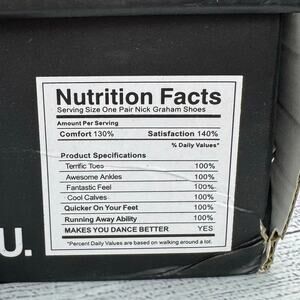 Nutrition Facts
Serving Size One Pair Nick Graham Shoes
Amount Per Serving
Comfort 130% Satisfaction 140%
% Daily Values*
Product Specifications
Terrific Toes 100%
Awesome Ankles 100%
Fantastic Feel 100%
Cool Calves 100%
Quicker On Your Feet 100%
Running Away Ability 100%
MAKES YOU DANCE BETTER YES
*Percent Daily Values are based on walking around a lot.
U.